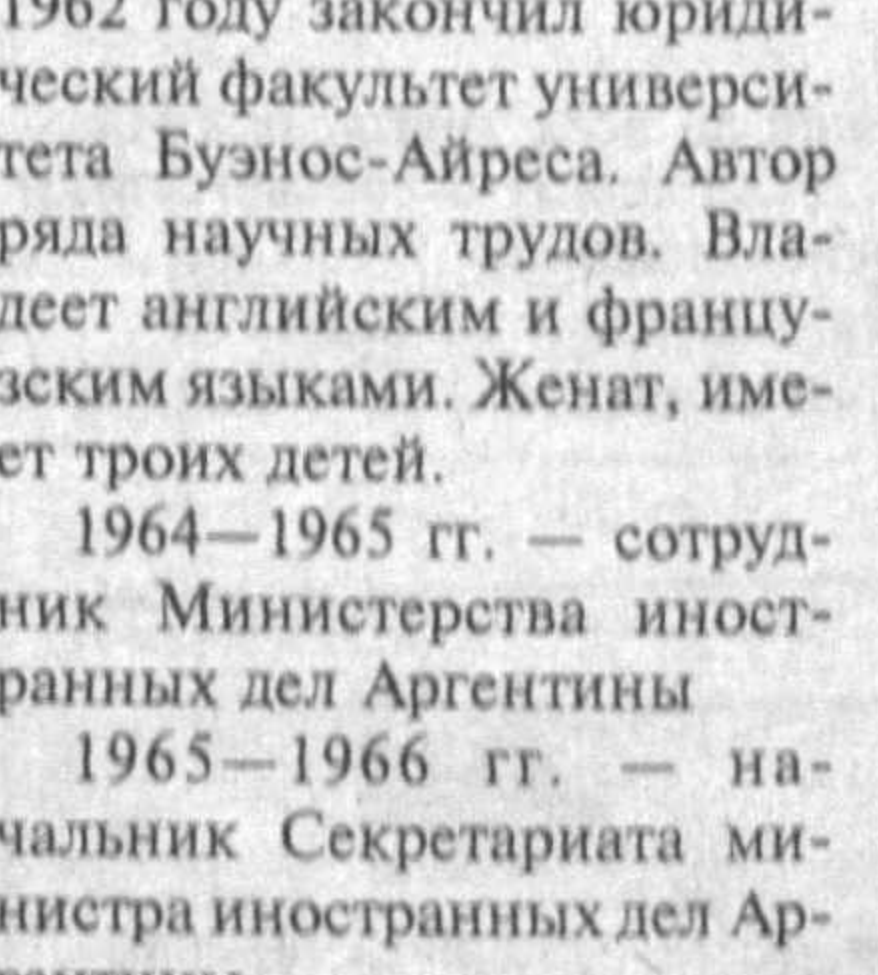 1962 году закончил юриди-
ческий факультет универси-
тета Буэнос-Айреса. Автор
ряда научных трудов. Вла-
деет английским и францу-
зским языками. Женат, име-
ет троих детей.
1964—1965 гг. — сотруд-
ник Министерства иност-
ранных дел Аргентины
1965—1966 гг. — на-
чальник Секретариата ми-
нистра иностранных дел Ар-